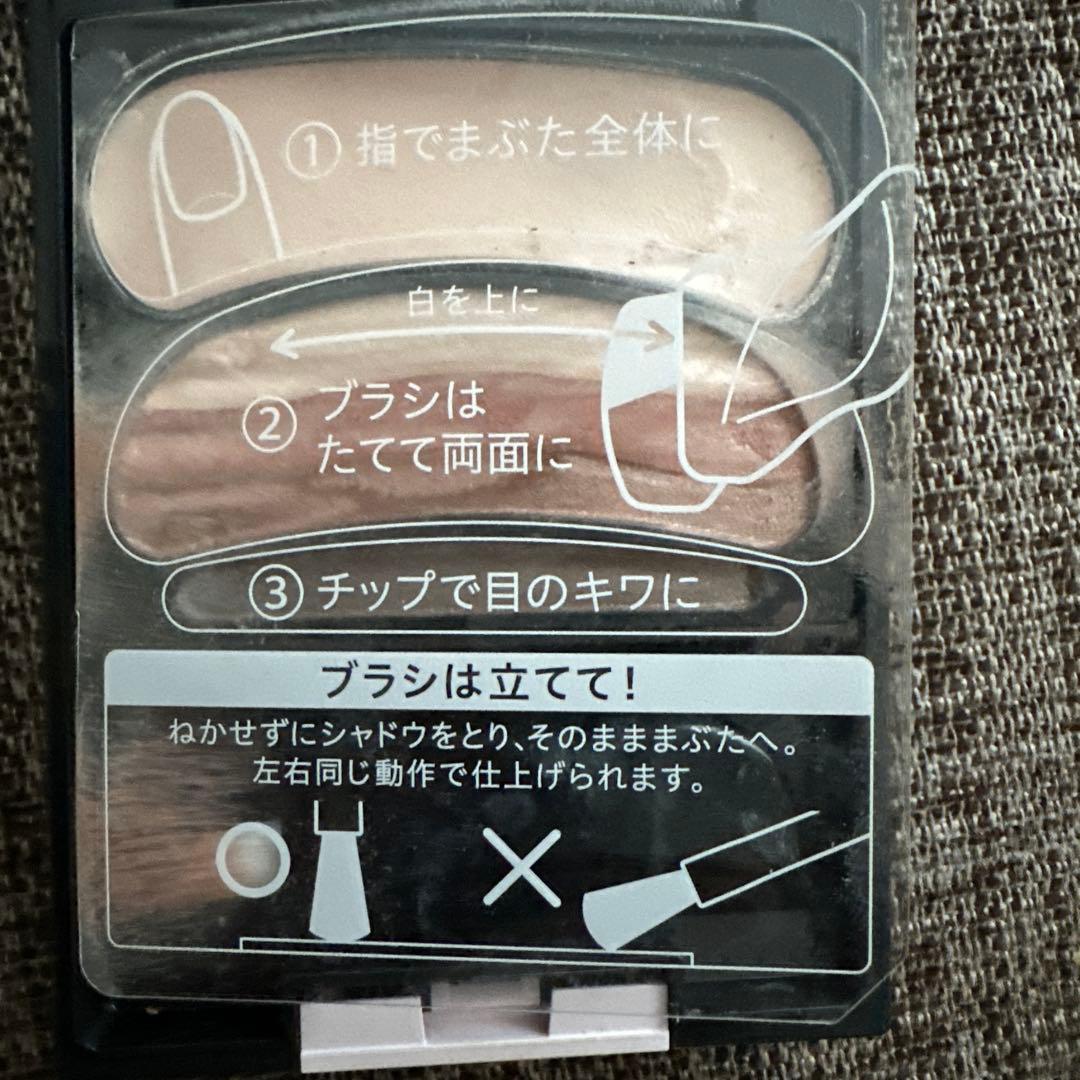 ① 指でまぶた全体に
白を上に
② ブラシは
たてて両面に
③ チップで目のキワに
ブラシは立てて!
ねかせずにシャドウをとり、そのまままぶたへ。
左右同じ動作で仕上げられます。